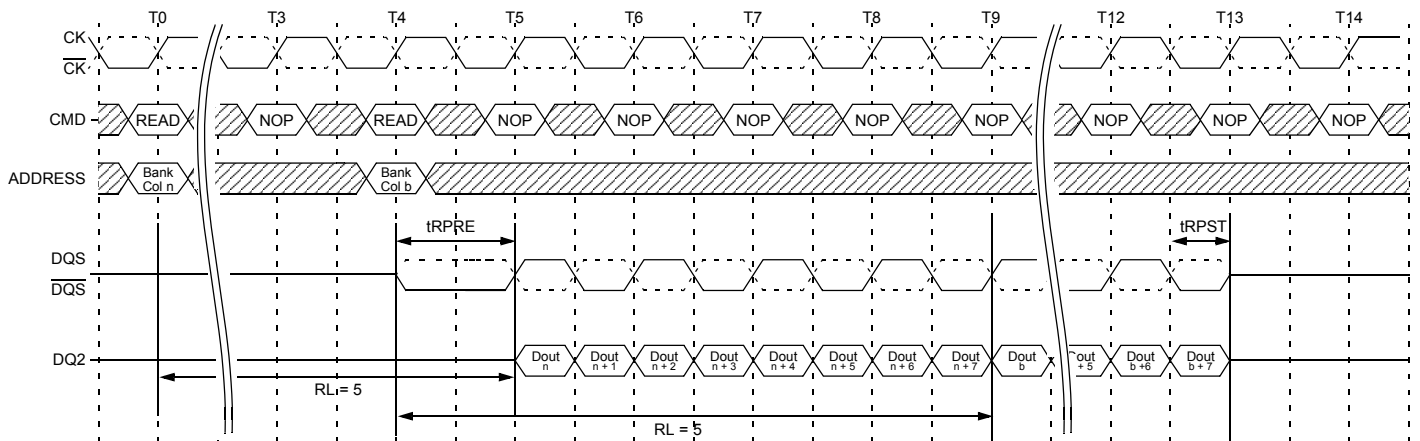 T0 T3 T4 T5 T6 T7 T8 T9 T12 T13 T14
CK
CK
CMD READ NOP READ NOP NOP NOP NOP NOP NOP NOP NOP
ADDRESS Bank Col n Bank Col b
tRPRE tRPST
DQS
DQS
DQ2 Dout n Dout n + 1 Dout n + 2 Dout n + 3 Dout n + 4 Dout n + 5 Dout n + 6 Dout n + 7 Dout b Dout + 5 Dout b +6 Dout b + 7
RL = 5
RL = 5